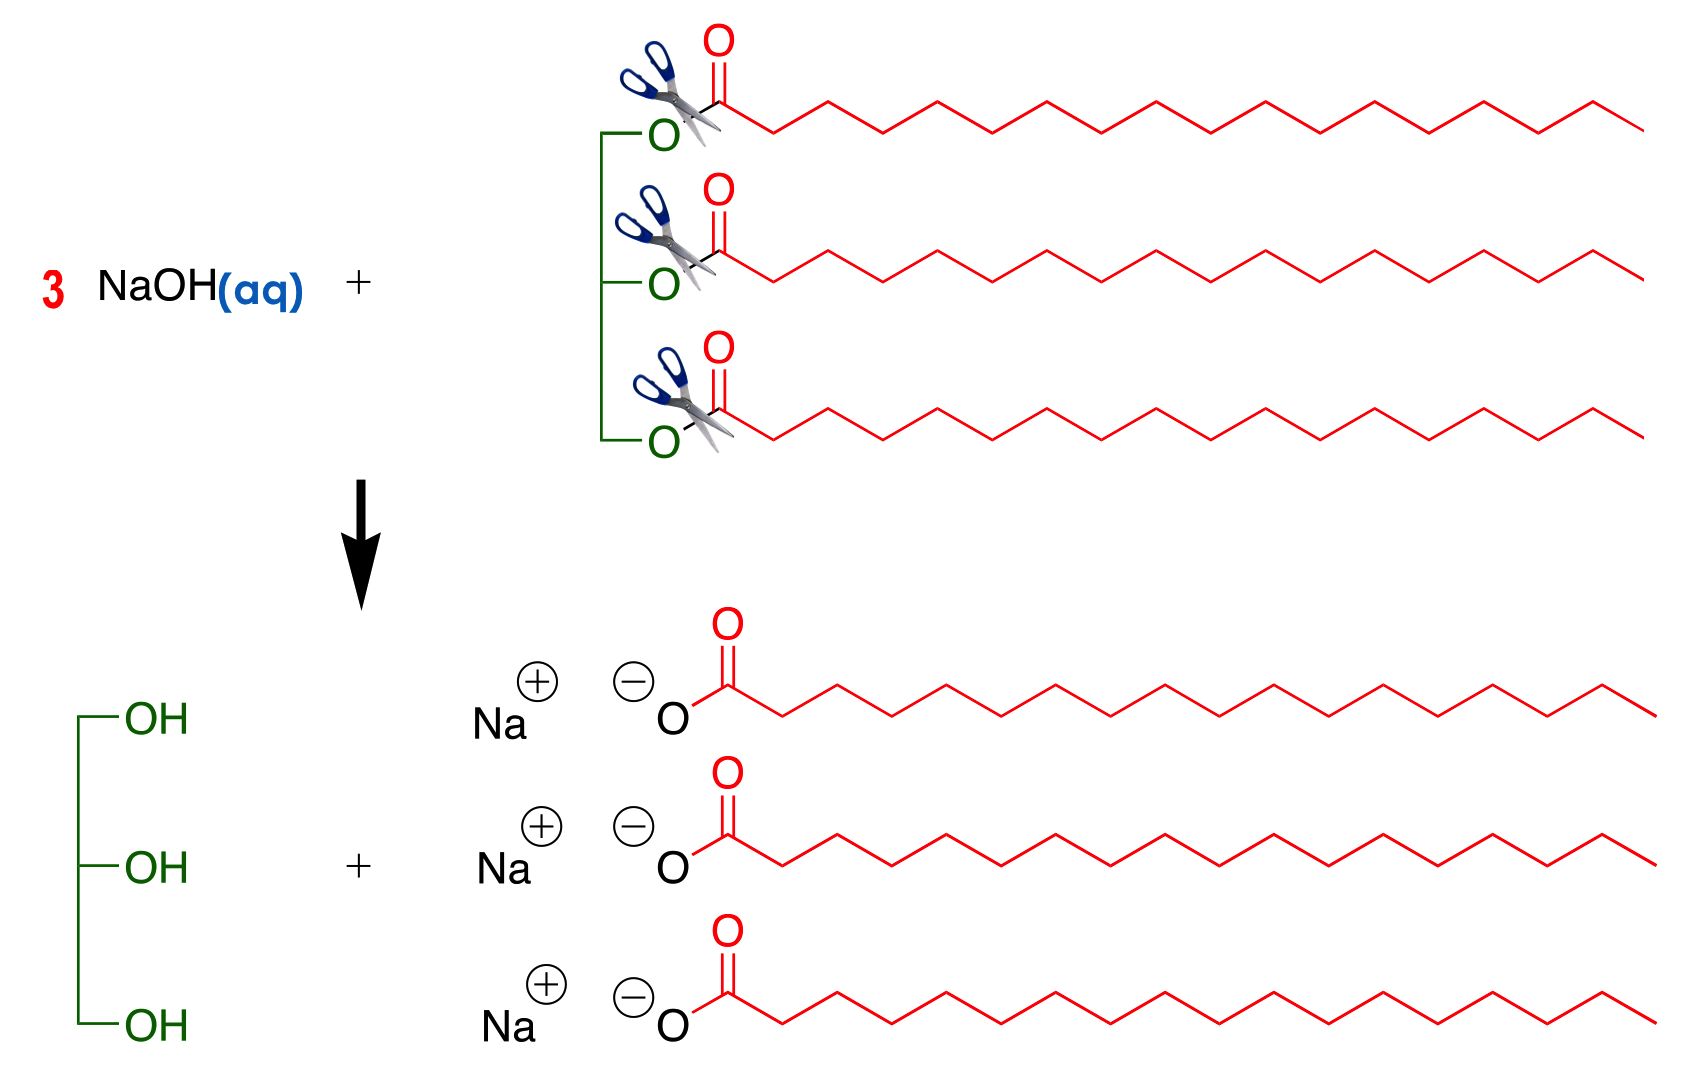 O
O
O
3 NaOH(aq) +
O
O
O
O
Na + − O
OH
O
Na + − O
OH +
O
Na + − O
OH